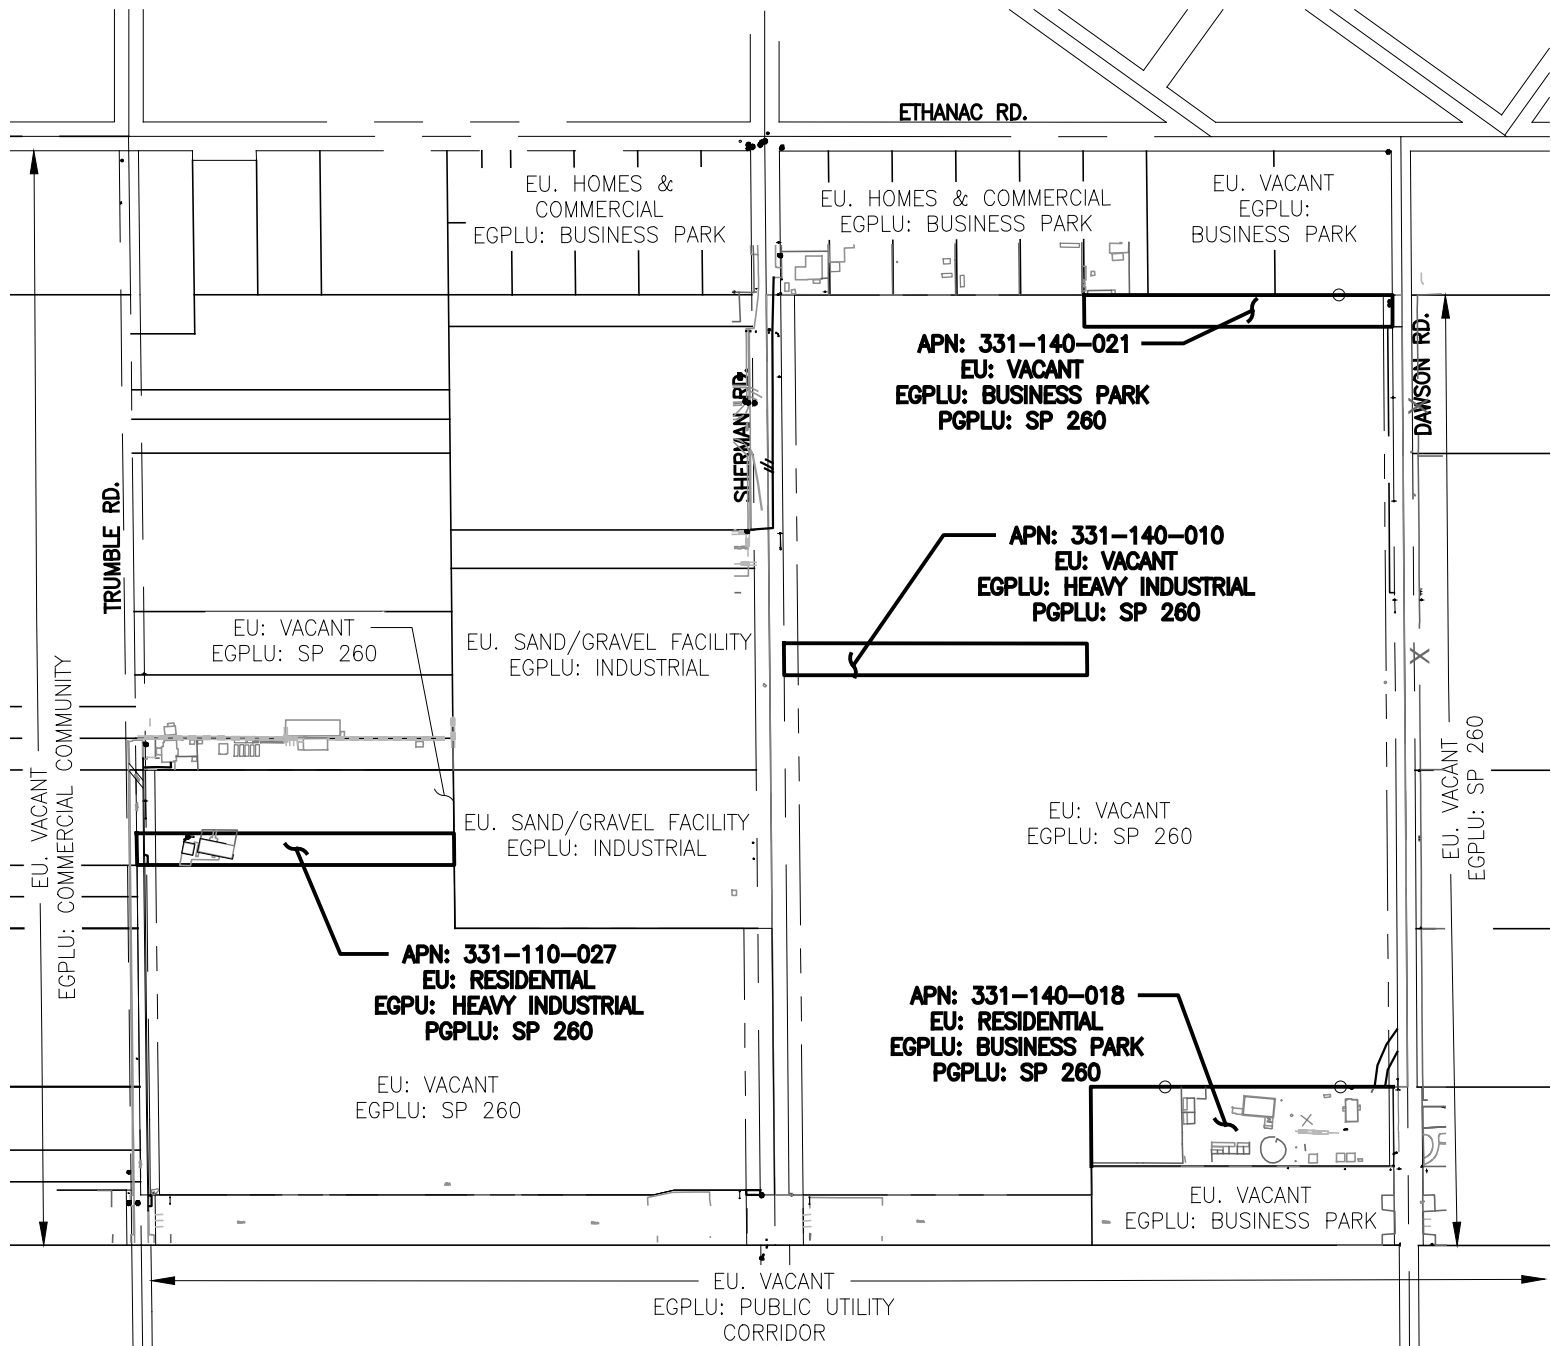 ETHANAC RD.
EU. HOMES &
COMMERCIAL
EGPLU: BUSINESS PARK
EU. HOMES & COMMERCIAL
EGPLU: BUSINESS PARK
EU. VACANT
EGPLU:
BUSINESS PARK
APN: 331-140-021
EU: VACANT
EGPLU: BUSINESS PARK
PGPLU: SP 260
DAWSON RD.
SHERMAN RD.
TRUMBLE RD.
APN: 331-140-010
EU: VACANT
EGPLU: HEAVY INDUSTRIAL
PGPLU: SP 260
EU: VACANT
EGPLU: SP 260
EU. SAND/GRAVEL FACILITY
EGPLU: INDUSTRIAL
EU. VACANT
EGPLU: COMMERCIAL COMMUNITY
EU. VACANT
EGPLU: SP 260
EU: VACANT
EGPLU: SP 260
EU. SAND/GRAVEL FACILITY
EGPLU: INDUSTRIAL
APN: 331-110-027
EU: RESIDENTIAL
EGPU: HEAVY INDUSTRIAL
PGPLU: SP 260
APN: 331-140-018
EU: RESIDENTIAL
EGPLU: BUSINESS PARK
PGPLU: SP 260
EU: VACANT
EGPLU: SP 260
EU. VACANT
EGPLU: BUSINESS PARK
EU. VACANT
EGPLU: PUBLIC UTILITY
CORRIDOR